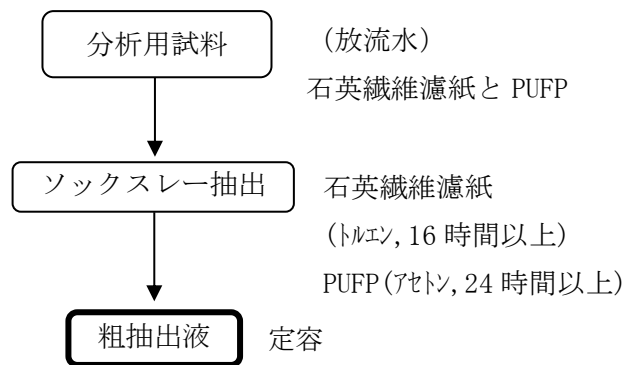 分析用試料
(放流水)
石英繊維濾紙と PUFP
ソックスレー抽出
石英繊維濾紙
(ﾄﾙｴﾝ, 16 時間以上)
PUFP(ｱｾﾄﾝ, 24 時間以上)
粗抽出液
定容